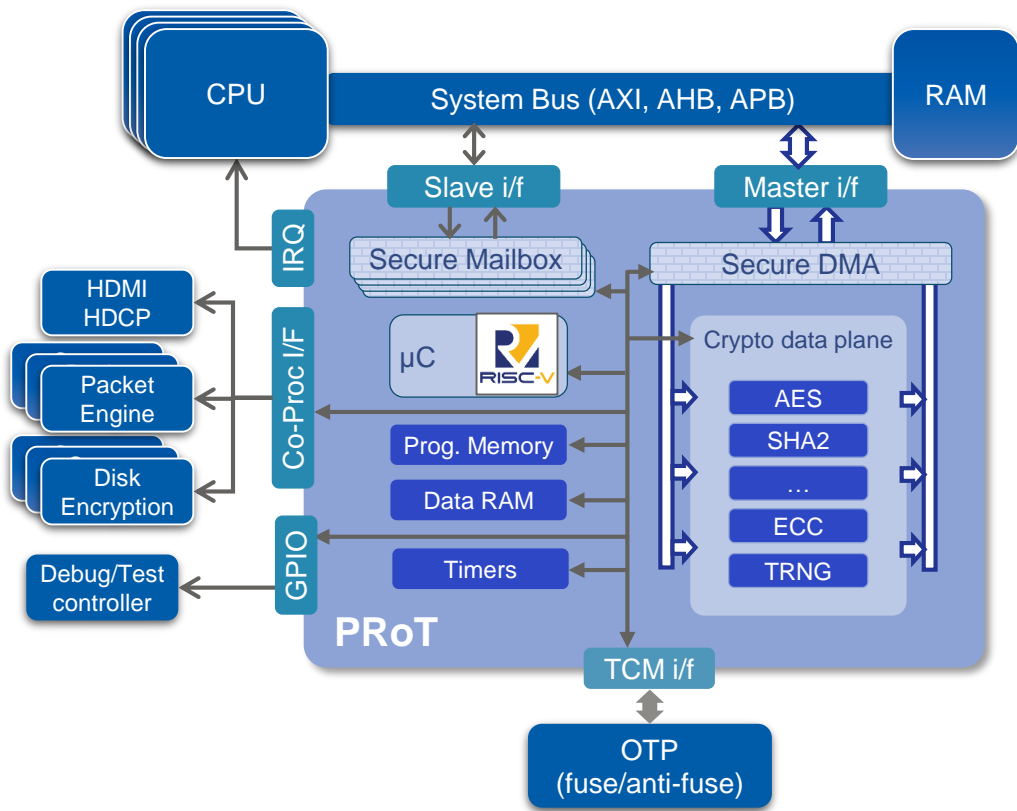 CPU
System Bus (AXI, AHB, APB)
RAM
Slave i/f
Master i/f
IRQ
Secure Mailbox
Secure DMA
HDMI
HDCP
Co-Proc I/F
µC
RISC-V
Crypto data plane
Packet
Engine
AES
Prog. Memory
SHA2
Disk
Encryption
Data RAM
...
ECC
GPIO
Debug/Test
controller
Timers
TRNG
PRoT
TCM i/f
OTP
(fuse/anti-fuse)